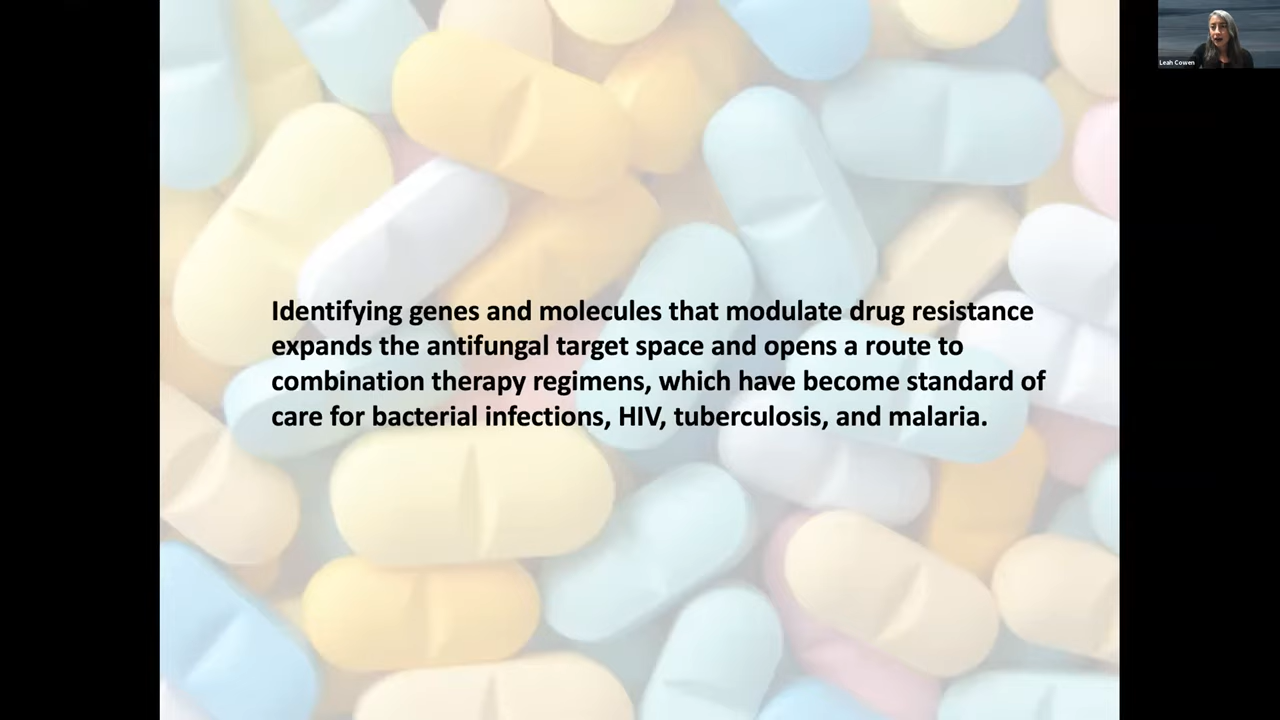 Leah Cowen
Identifying genes and molecules that modulate drug resistance
expands the antifungal target space and opens a route to
combination therapy regimens, which have become standard of
care for bacterial infections, HIV, tuberculosis, and malaria.